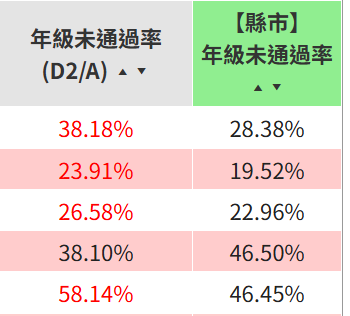 年級未通過率
(D2/A) ▲ ▼
【縣市】
年級未通過率
▲ ▼
38.18% 28.38%
23.91% 19.52%
26.58% 22.96%
38.10% 46.50%
58.14% 46.45%